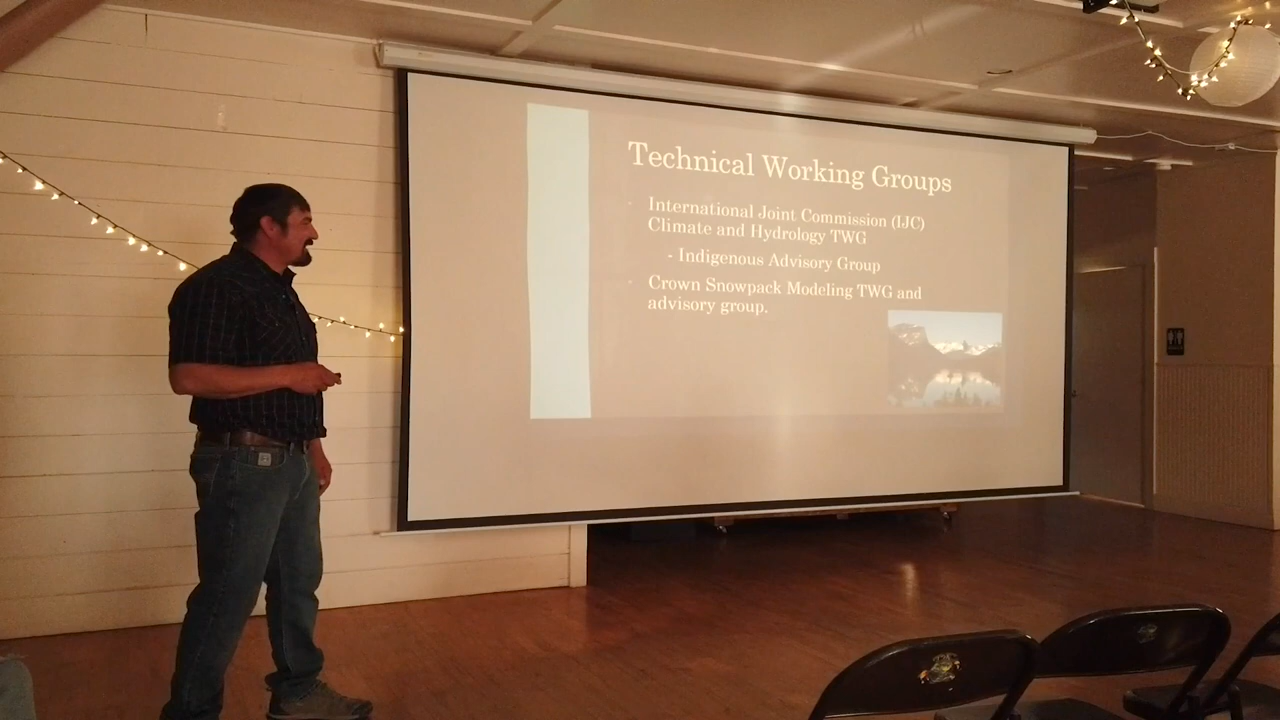 Technical Working Groups
International Joint Commission (IJC)
Climate and Hydrology TWG
- Indigenous Advisory Group
Crown Snowpack Modeling TWG and
advisory group.